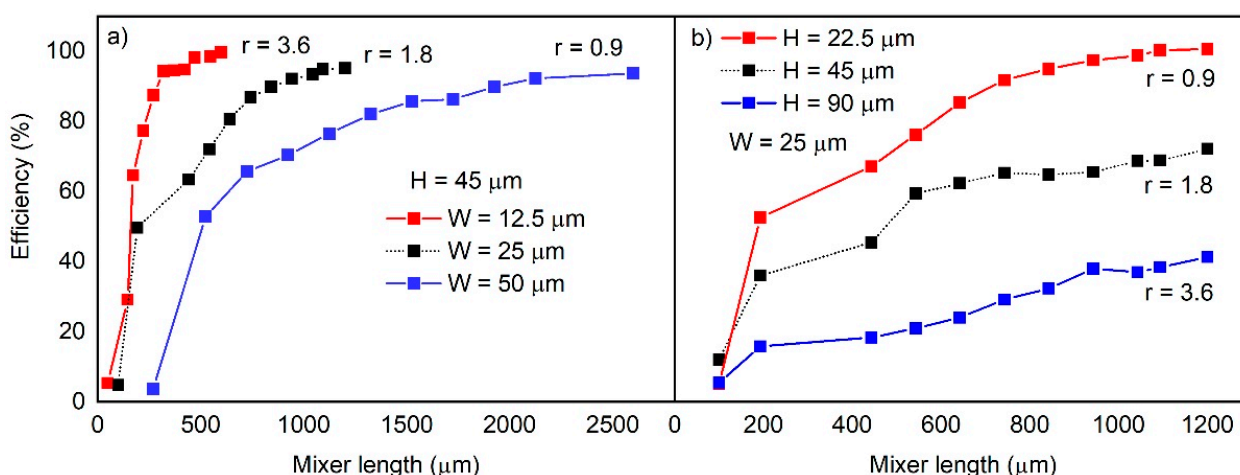 a)
r = 3.6
r = 1.8
r = 0.9
H = 45 μm
W = 12.5 μm
W = 25 μm
W = 50 μm
Efficiency (%)
100
80
60
40
20
0
0 500 1000 1500 2000 2500
Mixer length (μm)
b)
H = 22.5 μm
H = 45 μm
H = 90 μm
W = 25 μm
r = 0.9
r = 1.8
r = 3.6
0 200 400 600 800 1000 1200
Mixer length (μm)